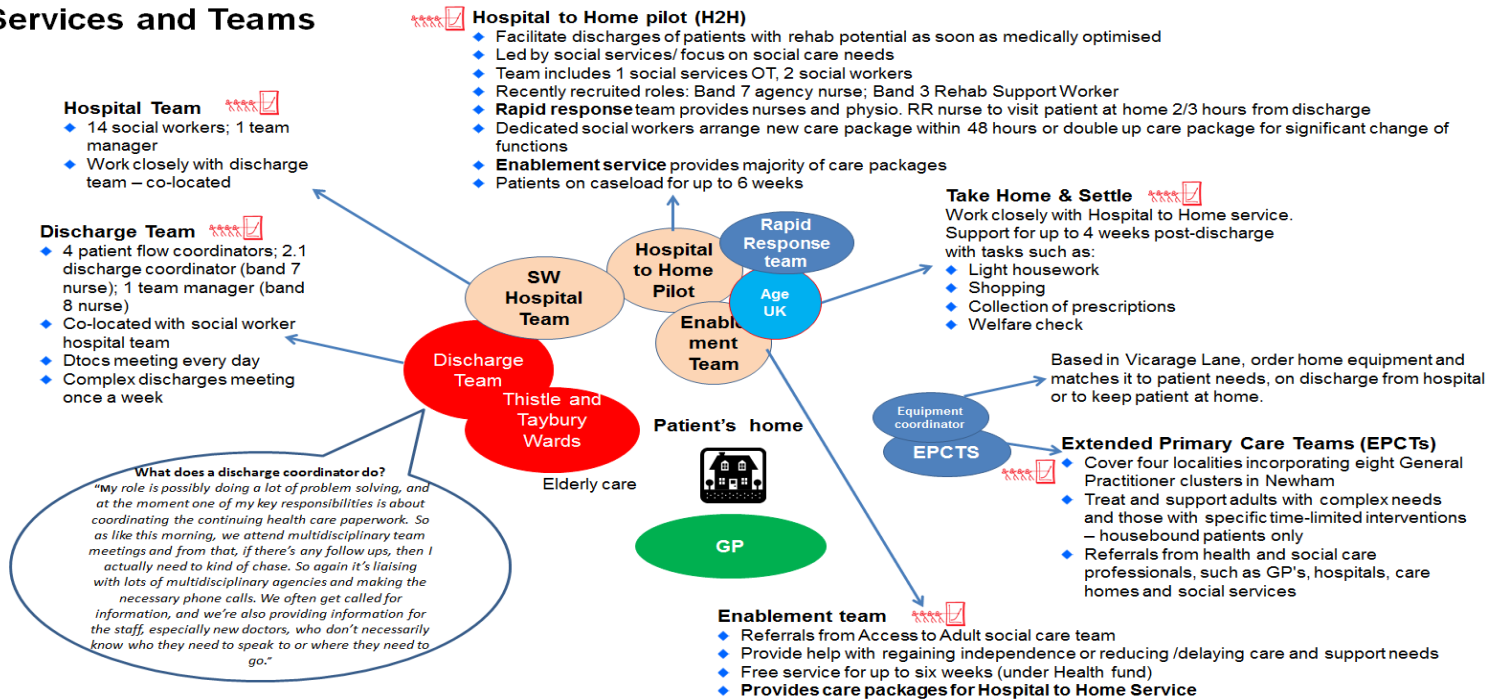 Services and Teams
Hospital to Home pilot (H2H)
Facilitate discharges of patients with rehab potential as soon as medically optimised
Led by social services/ focus on social care needs
Team includes 1 social services OT, 2 social workers
Recently recruited roles: Band 7 agency nurse; Band 3 Rehab Support Worker
Rapid response team provides nurses and physio. RR nurse to visit patient at home 2/3 hours from discharge
Dedicated social workers arrange new care package within 48 hours or double up care package for significant change of
functions
Enablement service provides majority of care packages
Patients on caseload for up to 6 weeks
Hospital Team
14 social workers; 1 team
manager
Work closely with discharge
team – co-located
Discharge Team
4 patient flow coordinators; 2.1
discharge coordinator (band 7
nurse); 1 team manager (band
8 nurse)
Co-located with social worker
hospital team
Dtocs meeting every day
Complex discharges meeting
once a week
Take Home & Settle
Work closely with Hospital to Home service.
Support for up to 4 weeks post-discharge
with tasks such as:
Light housework
Shopping
Collection of prescriptions
Welfare check
SW
Hospital
Team
Hospital
to Home
Pilot
Rapid
Response
team
Age
UK
Enable
ment
Team
Discharge
Team
Thistle and
Taybury
Wards
Elderly care
Patient's home
GP
Equipment
coordinator
EPCTS
Based in Vicarage Lane, order home equipment and
matches it to patient needs, on discharge from hospital
or to keep patient at home.
Extended Primary Care Teams (EPCTs)
Cover four localities incorporating eight General
Practitioner clusters in Newham
Treat and support adults with complex needs
and those with specific time-limited interventions
– housebound patients only
Referrals from health and social care
professionals, such as GP's, hospitals, care
homes and social services
What does a discharge coordinator do?
"My role is possibly doing a lot of problem solving, and
at the moment one of my key responsibilities is about
coordinating the continuing health care paperwork. So
as like this morning, we attend multidisciplinary team
meetings and from that, if there's any follow ups, then I
actually need to kind of chase. So again it's liaising
with lots of multidisciplinary agencies and making the
necessary phone calls. We often get called for
information, and we're also providing information for
the staff, especially new doctors, who don't necessarily
know who they need to speak to or where they need to
go."
Enablement team
Referrals from Access to Adult social care team
Provide help with regaining independence or reducing /delaying care and support needs
Free service for up to six weeks (under Health fund)
Provides care packages for Hospital to Home Service